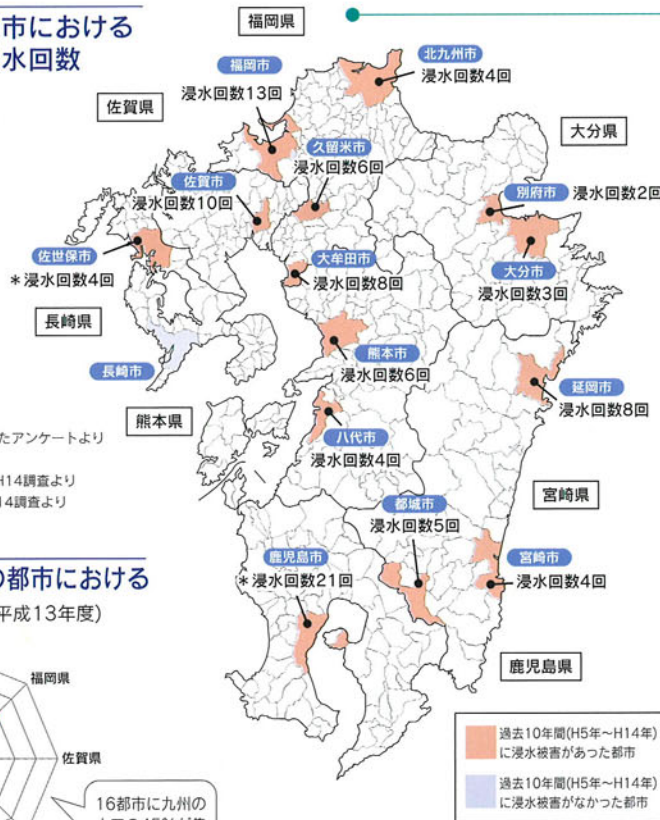 市における
水回数
福岡県
北九州市
浸水回数4回
福岡市
浸水回数13回
佐賀県
久留米市
浸水回数6回
大分県
佐賀市
浸水回数10回
別府市 浸水回数2回
佐世保市
*浸水回数4回
大牟田市
浸水回数8回
大分市
浸水回数3回
長崎県
長崎市
熊本市
浸水回数6回
延岡市
浸水回数8回
熊本県
八代市
浸水回数4回
たアンケートより
H14調査より
14調査より
宮崎県
都城市
浸水回数5回
鹿児島市
*浸水回数21回
宮崎市
浸水回数4回
の都市における
平成13年度)
鹿児島県
福岡県
佐賀県
16都市に九州の
過去10年間(H5年〜H14年)
に浸水被害があった都市
過去10年間(H5年〜H14年)
に浸水被害がなかった都市